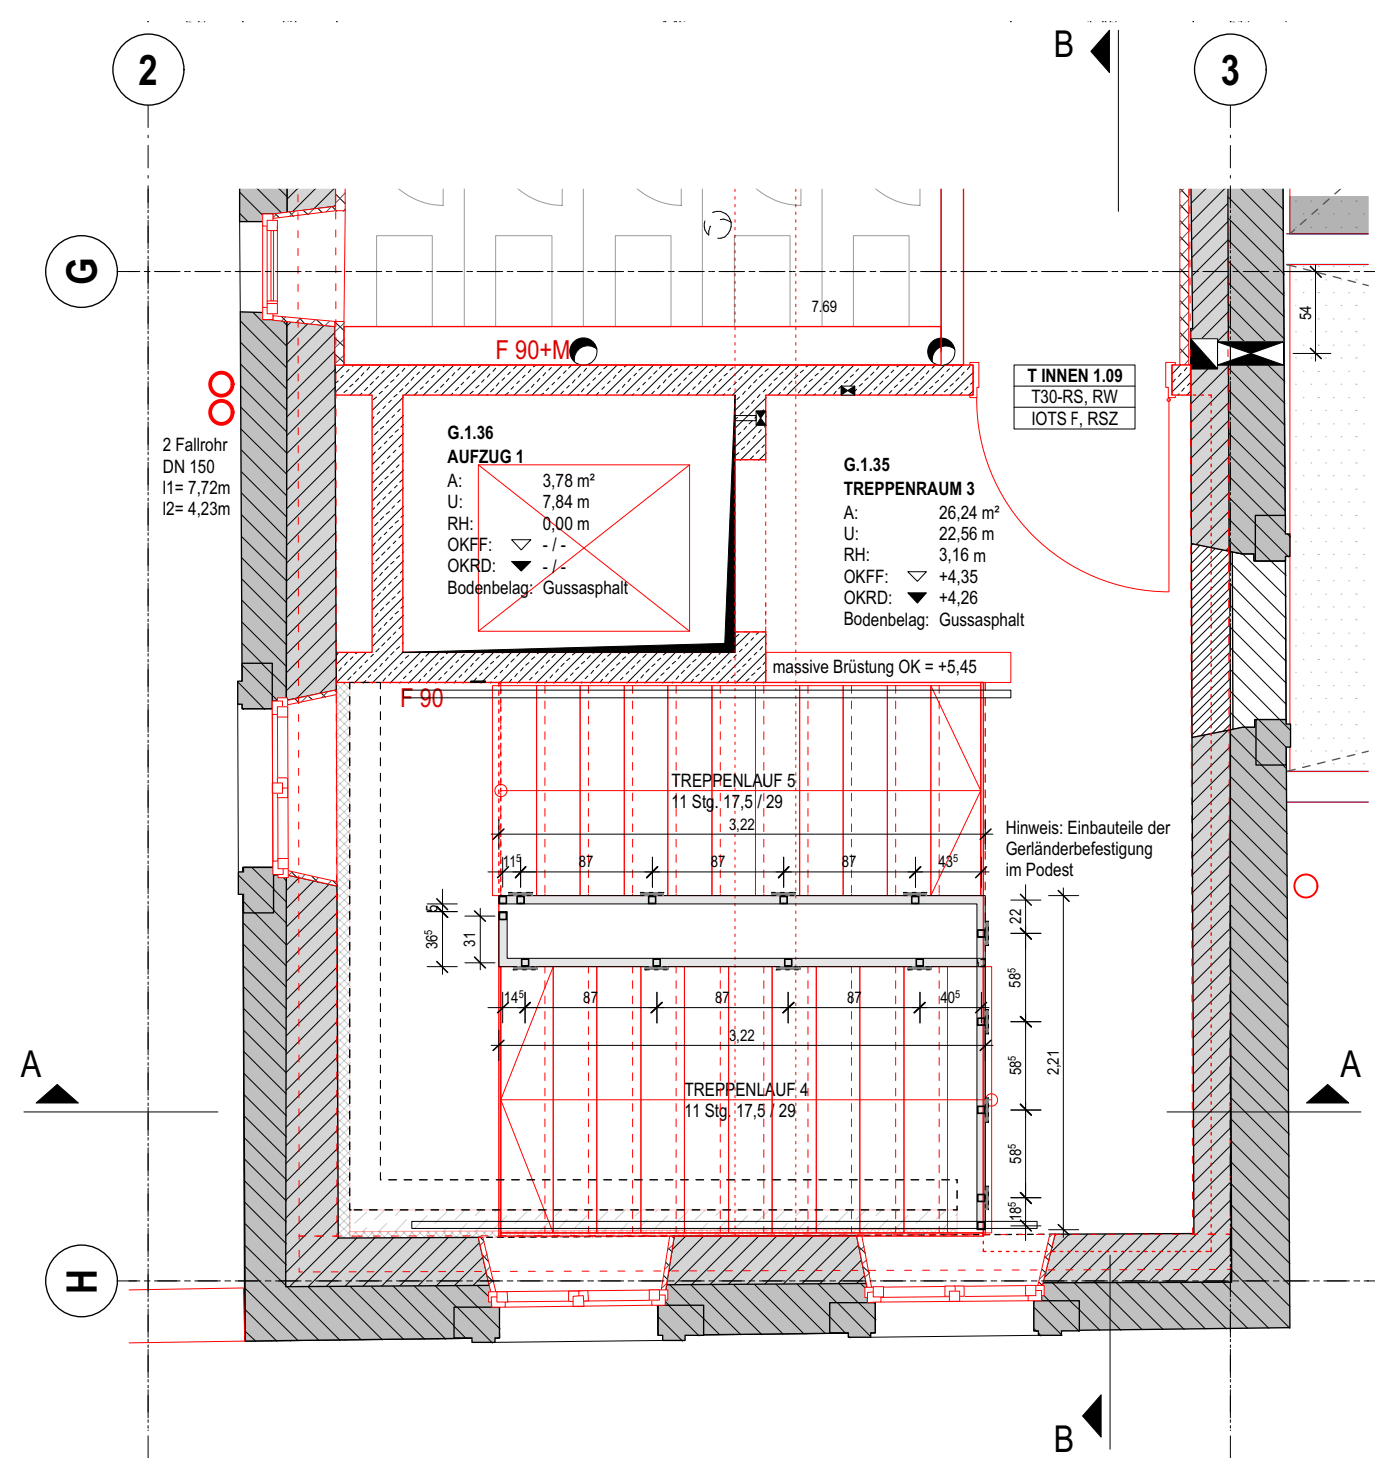 B
2
3
G
7.69
54
F 90+M
T INNEN 1.09
T30-RS, RW
IOTS F, RSZ
2 Fallrohr
DN 150
l1= 7,72m
l2= 4,23m
G.1.36
AUFZUG 1
A: 3,78 m²
U: 7,84 m
RH: 0,00 m
OKFF: - / -
OKRD: - / -
Bodenbelag: Gussasphalt
G.1.35
TREPPENRAUM 3
A: 26,24 m²
U: 22,56 m
RH: 3,16 m
OKFF: +4,35
OKRD: +4,26
Bodenbelag: Gussasphalt
massive Brüstung OK = +5,45
F 90
TREPPENLAUF 5
11 Stg. 17,5 / 29
3,22
11⁵ 87 87 87 43⁵
Hinweis: Einbauteile der
Gerländerbefestigung
im Podest
5
36⁵
31
22
58⁵
58⁵
58⁵
18⁵
2,21
14⁵ 87 87 87 40⁵
3,22
TREPPENLAUF 4
11 Stg. 17,5 / 29
A
A
H
B